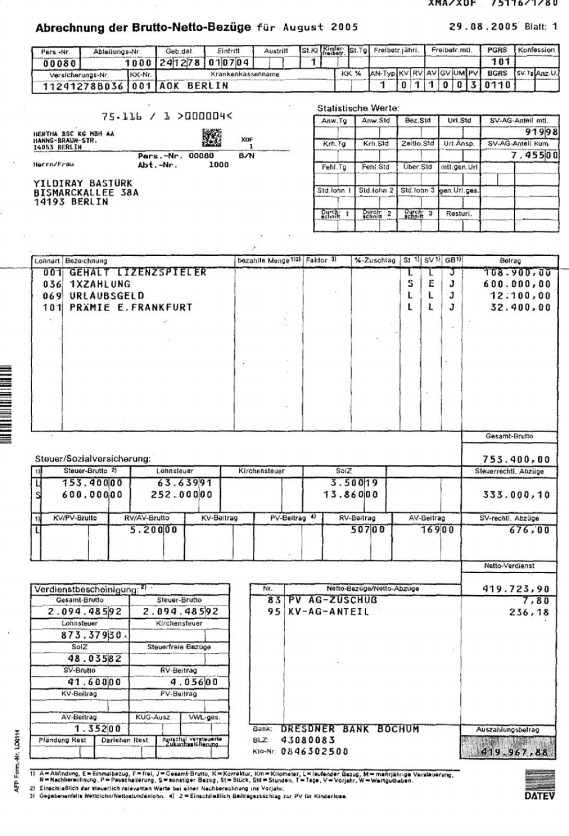 XMA/XOF 75116/1/80
Abrechnung der Brutto-Netto-Bezüge für August 2005 29.08.2005 Blatt: 1
Pers.-Nr. Abteilungs-Nr. Geb.dat. Eintritt Austritt St.Kl Kinder-freibetr. St.Tg Freibetr.jährl. Freibetr.mtl. PGRS Konfession
00080 1000 241278 010704 1 101
Versicherungs-Nr. KK-Nr. Krankenkassenname KK % AN-Typ KV RV AV GV UM PV BGRS SV.Tg Anz.U.
11241278B036 001 AOK BERLIN 1 0 1 1 0 0 3 0110
75.116 / 1 >000004<
HERTHA BSC KG MBH AA
HANNS-BRAUN-STR.
14053 BERLIN
XOF
1
Pers.-Nr. 00080 B/N
Herrn/Frau Abt.-Nr. 1000
YILDIRAY BASTÜRK
BISMARCKALLEE 38A
14193 BERLIN
Statistische Werte:
Anw.Tg Anw.Std Bez.Std Url.Std SV-AG-Anteil mtl.
91998
Krh.Tg Krh.Std Zeitlo.Std Url.Ansp. SV-AG-Anteil kum.
7.45500
Fehl.Tg Fehl.Std Über.Std mtl.gen.Url
Std.lohn 1 Std.lohn 2 Std.lohn 3 gen.Url.ges.
Durch-schnitt 1 Durch-schnitt 2 Durch-schnitt 3 Resturl.
Lohnart Bezeichnung bezahlte Menge 1)3) Faktor 3) %-Zuschlag St 1) SV 1) GB 1) Betrag
001 GEHALT LIZENZSPIELER L L J 108.900,00
036 1XZAHLUNG S E J 600.000,00
069 URLAUBSGELD L L J 12.100,00
101 PRÄMIE E.FRANKFURT L L J 32.400,00
Gesamt-Brutto
753.400,00
Steuer/Sozialversicherung:
1) Steuer-Brutto 2) Lohnsteuer Kirchensteuer SolZ Steuerrechtl. Abzüge
L 153.40000 63.63991 3.50019
S 600.00000 252.00000 13.86000 333.000,10
1) KV/PV-Brutto RV/AV-Brutto KV-Beitrag PV-Beitrag 4) RV-Beitrag AV-Beitrag SV-rechtl. Abzüge
L 5.20000 50700 16900 676,00
Netto-Verdienst
419.723,90
Verdienstbescheinigung: 2)
Gesamt-Brutto Steuer-Brutto
2.094.48592 2.094.48592
Lohnsteuer Kirchensteuer
873.37930
SolZ Steuerfreie Bezüge
48.03582
SV-Brutto RV-Beitrag
41.60000 4.05600
KV-Beitrag PV-Beitrag
AV-Beitrag KUG-Ausz. VWL-ges.
1.35200
Pfändung Rest Darlehen Rest Pauschal versteuerte Zukunftssicherung
Nr. Netto-Bezüge/Netto-Abzüge
83 PV AG-ZUSCHUß 7,80
95 KV-AG-ANTEIL 236,18
Bank: DRESDNER BANK BOCHUM Auszahlungsbetrag
BLZ: 43080083
Kto-Nr: 0846302500 419.967,88
APF Form.-Nr. LO0114
1) A = Abfindung, E = Einmalbezug, F = frei, J = Gesamt-Brutto, K = Korrektur, Km = Kilometer, L = laufender Bezug, M = mehrjährige Versteuerung,
N = Nachberechnung, P = Pauschalierung, S = sonstiger Bezug, St = Stück, Std = Stunden, T = Tage, V = Vorjahr, W = Wertguthaben.
2) Einschließlich der steuerlich relevanten Werte bei einer Nachberechnung ins Vorjahr.
3) Gegebenenfalls Nettolohn/Nettostundenlohn. 4) Z = Einschließlich Beitragszuschlag zur PV für Kinderlose.
DATEV